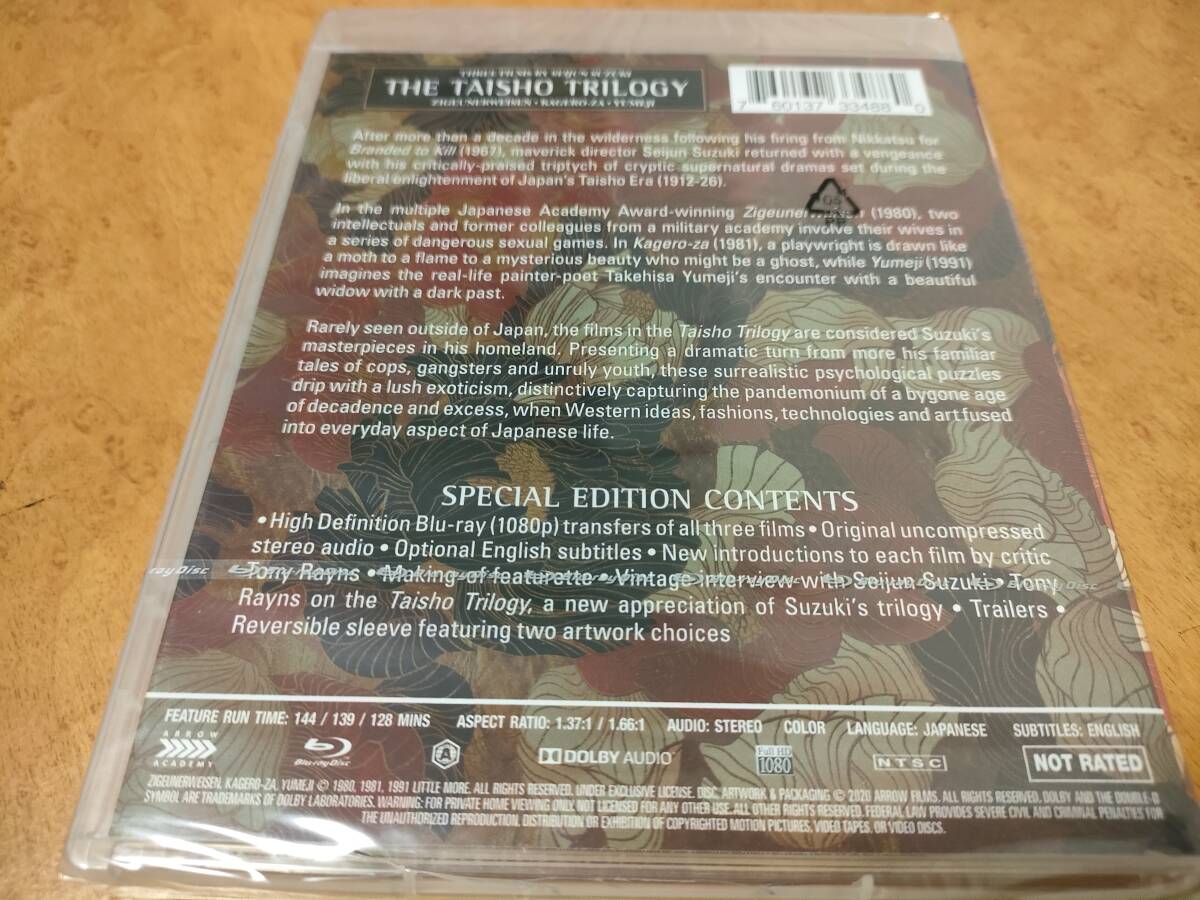 THREE FILMS BY SEIJUN SUZUKI
THE TAISHO TRILOGY
ZIGEUNERWEISEN • KAGERO-ZA • YUMEJI
7 60137 33488 0
After more than a decade in the wilderness following his firing from Nikkatsu for
Branded to Kill (1967), maverick director Seijun Suzuki returned with a vengeance
with his critically-praised triptych of cryptic supernatural dramas set during the
liberal enlightenment of Japan's Taisho Era (1912-26).
05
In the multiple Japanese Academy Award-winning Zigeunerweisen (1980), two
intellectuals and former colleagues from a military academy involve their wives in
a series of dangerous sexual games. In Kagero-za (1981), a playwright is drawn like
a moth to a flame to a mysterious beauty who might be a ghost, while Yumeji (1991)
imagines the real-life painter-poet Takehisa Yumeji's encounter with a beautiful
widow with a dark past.
Rarely seen outside of Japan, the films in the Taisho Trilogy are considered Suzuki's
masterpieces in his homeland. Presenting a dramatic turn from more his familiar
tales of cops, gangsters and unruly youth, these surrealistic psychological puzzles
drip with a lush exoticism, distinctively capturing the pandemonium of a bygone age
of decadence and excess, when Western ideas, fashions, technologies and art fused
into everyday aspect of Japanese life.
SPECIAL EDITION CONTENTS
• High Definition Blu-ray (1080p) transfers of all three films • Original uncompressed
stereo audio • Optional English subtitles • New introductions to each film by critic
Tony Rayns • Making-of featurette • Vintage interview with Seijun Suzuki • Tony
Rayns on the Taisho Trilogy, a new appreciation of Suzuki's trilogy • Trailers •
Reversible sleeve featuring two artwork choices
FEATURE RUN TIME: 144 / 139 / 128 MINS ASPECT RATIO: 1.37:1 / 1.66:1 AUDIO: STEREO COLOR LANGUAGE: JAPANESE SUBTITLES: ENGLISH
ARROW
ACADEMY
Blu-ray Disc
A
DOLBY AUDIO
Full HD
1080
NTSC
NOT RATED
ZIGEUNERWEISEN, KAGERO-ZA, YUMEJI © 1980, 1981, 1991 LITTLE MORE. ALL RIGHTS RESERVED. UNDER EXCLUSIVE LICENSE. DISC, ARTWORK & PACKAGING © 2020 ARROW FILMS. ALL RIGHTS RESERVED. DOLBY AND THE DOUBLE-D
SYMBOL ARE TRADEMARKS OF DOLBY LABORATORIES. WARNING: FOR PRIVATE HOME VIEWING ONLY. NOT LICENSED FOR ANY OTHER USE. ALL OTHER RIGHTS RESERVED. FEDERAL LAW PROVIDES SEVERE CIVIL AND CRIMINAL PENALTIES FOR
THE UNAUTHORIZED REPRODUCTION, DISTRIBUTION OR EXHIBITION OF COPYRIGHTED MOTION PICTURES, VIDEO TAPES, OR VIDEO DISCS.